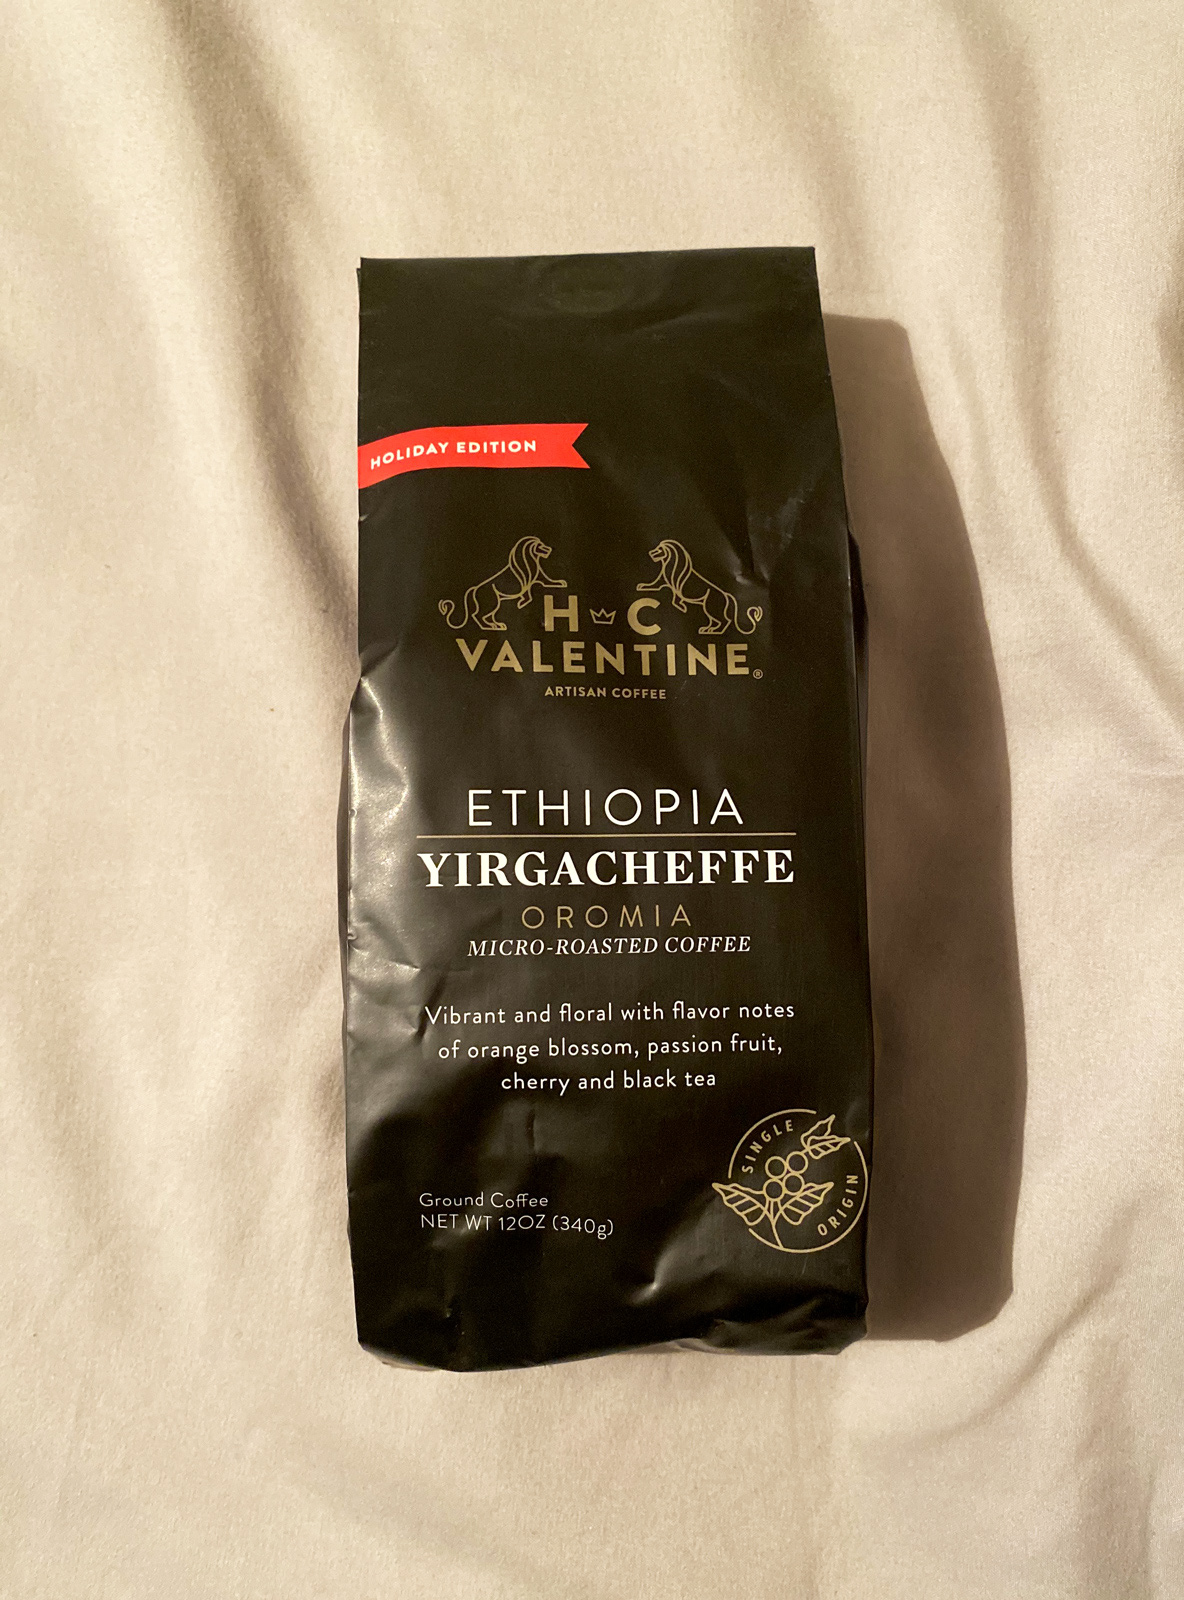 HOLIDAY EDITION
H C
VALENTINE®
ARTISAN COFFEE
ETHIOPIA
YIRGACHEFFE
OROMIA
MICRO-ROASTED COFFEE
Vibrant and floral with flavor notes
of orange blossom, passion fruit,
cherry and black tea
SINGLE
ORIGIN
Ground Coffee
NET WT 12OZ (340g)